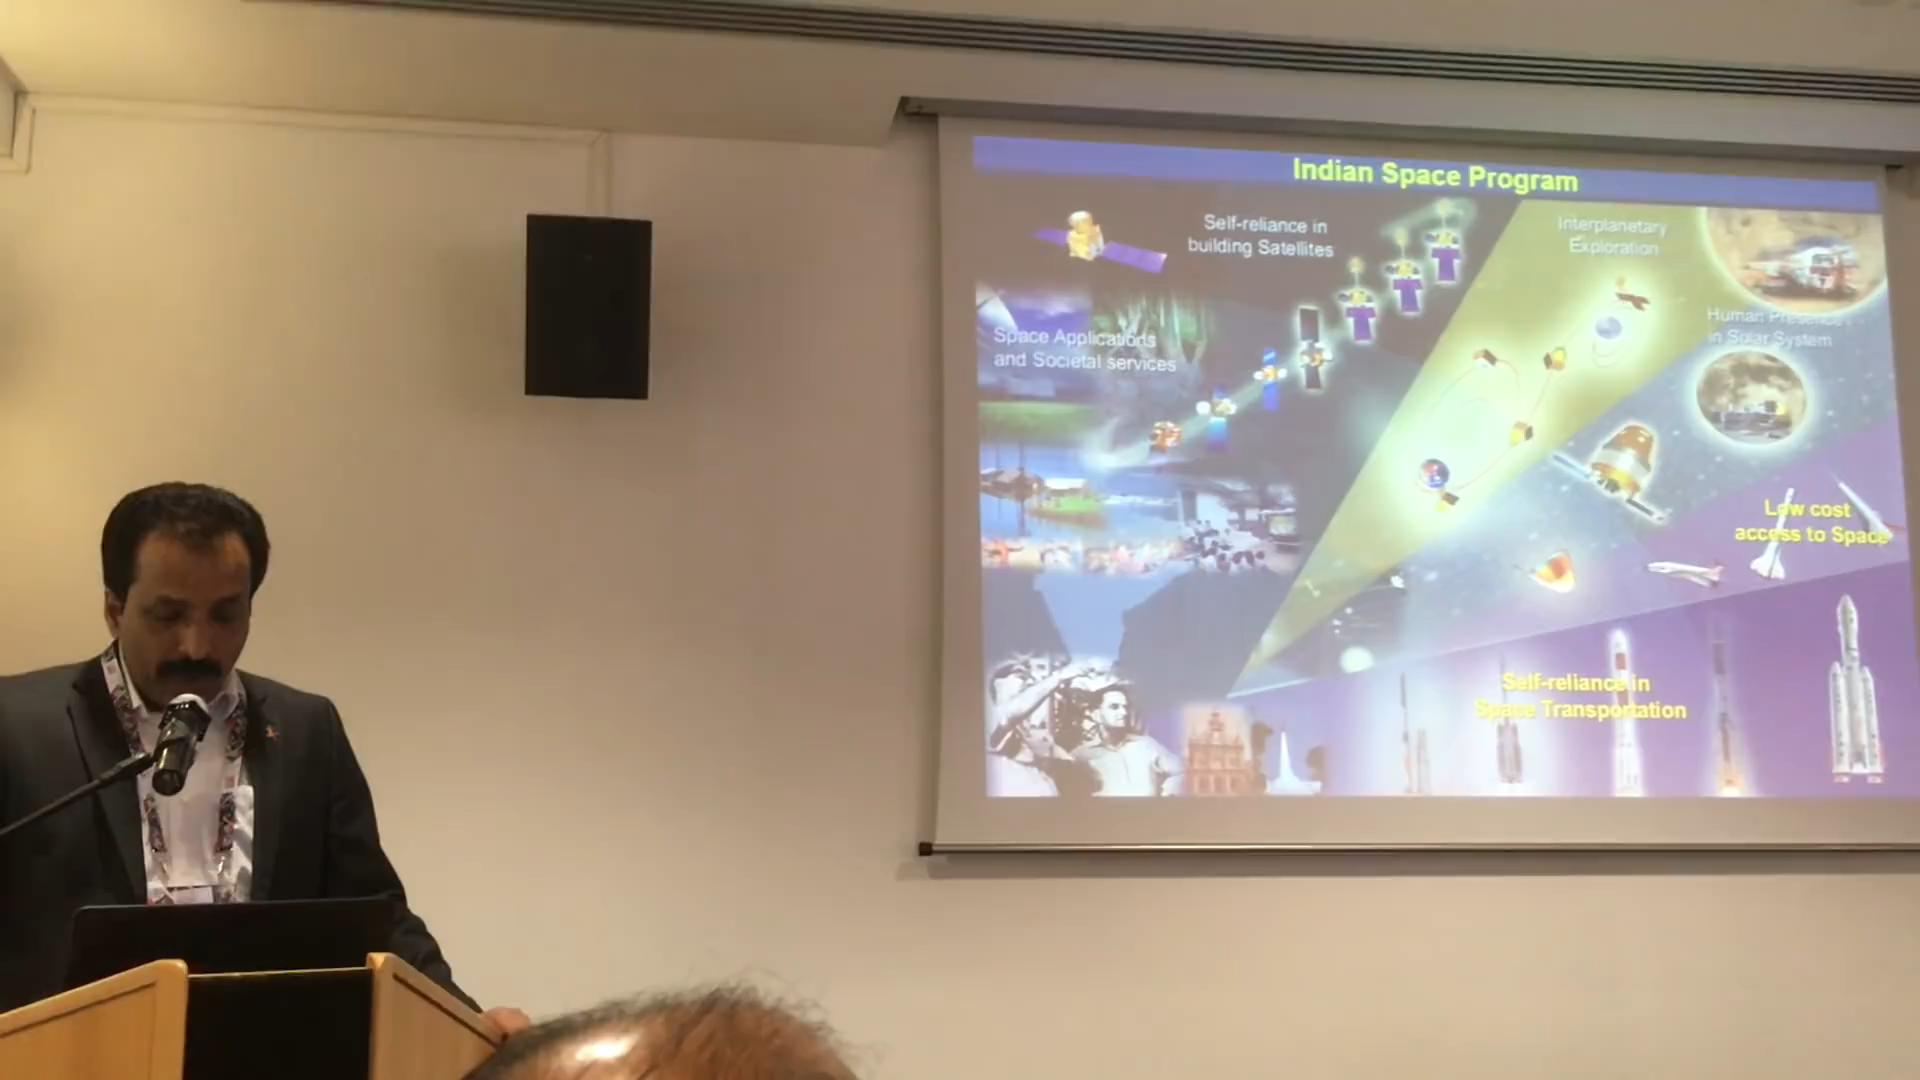 Indian Space Program
Self-reliance in
building Satellites
Interplanetary
Exploration
Space Applications
and Societal services
Human Presence
in Solar System
Low cost
access to Space
Self-reliance in
Space Transportation